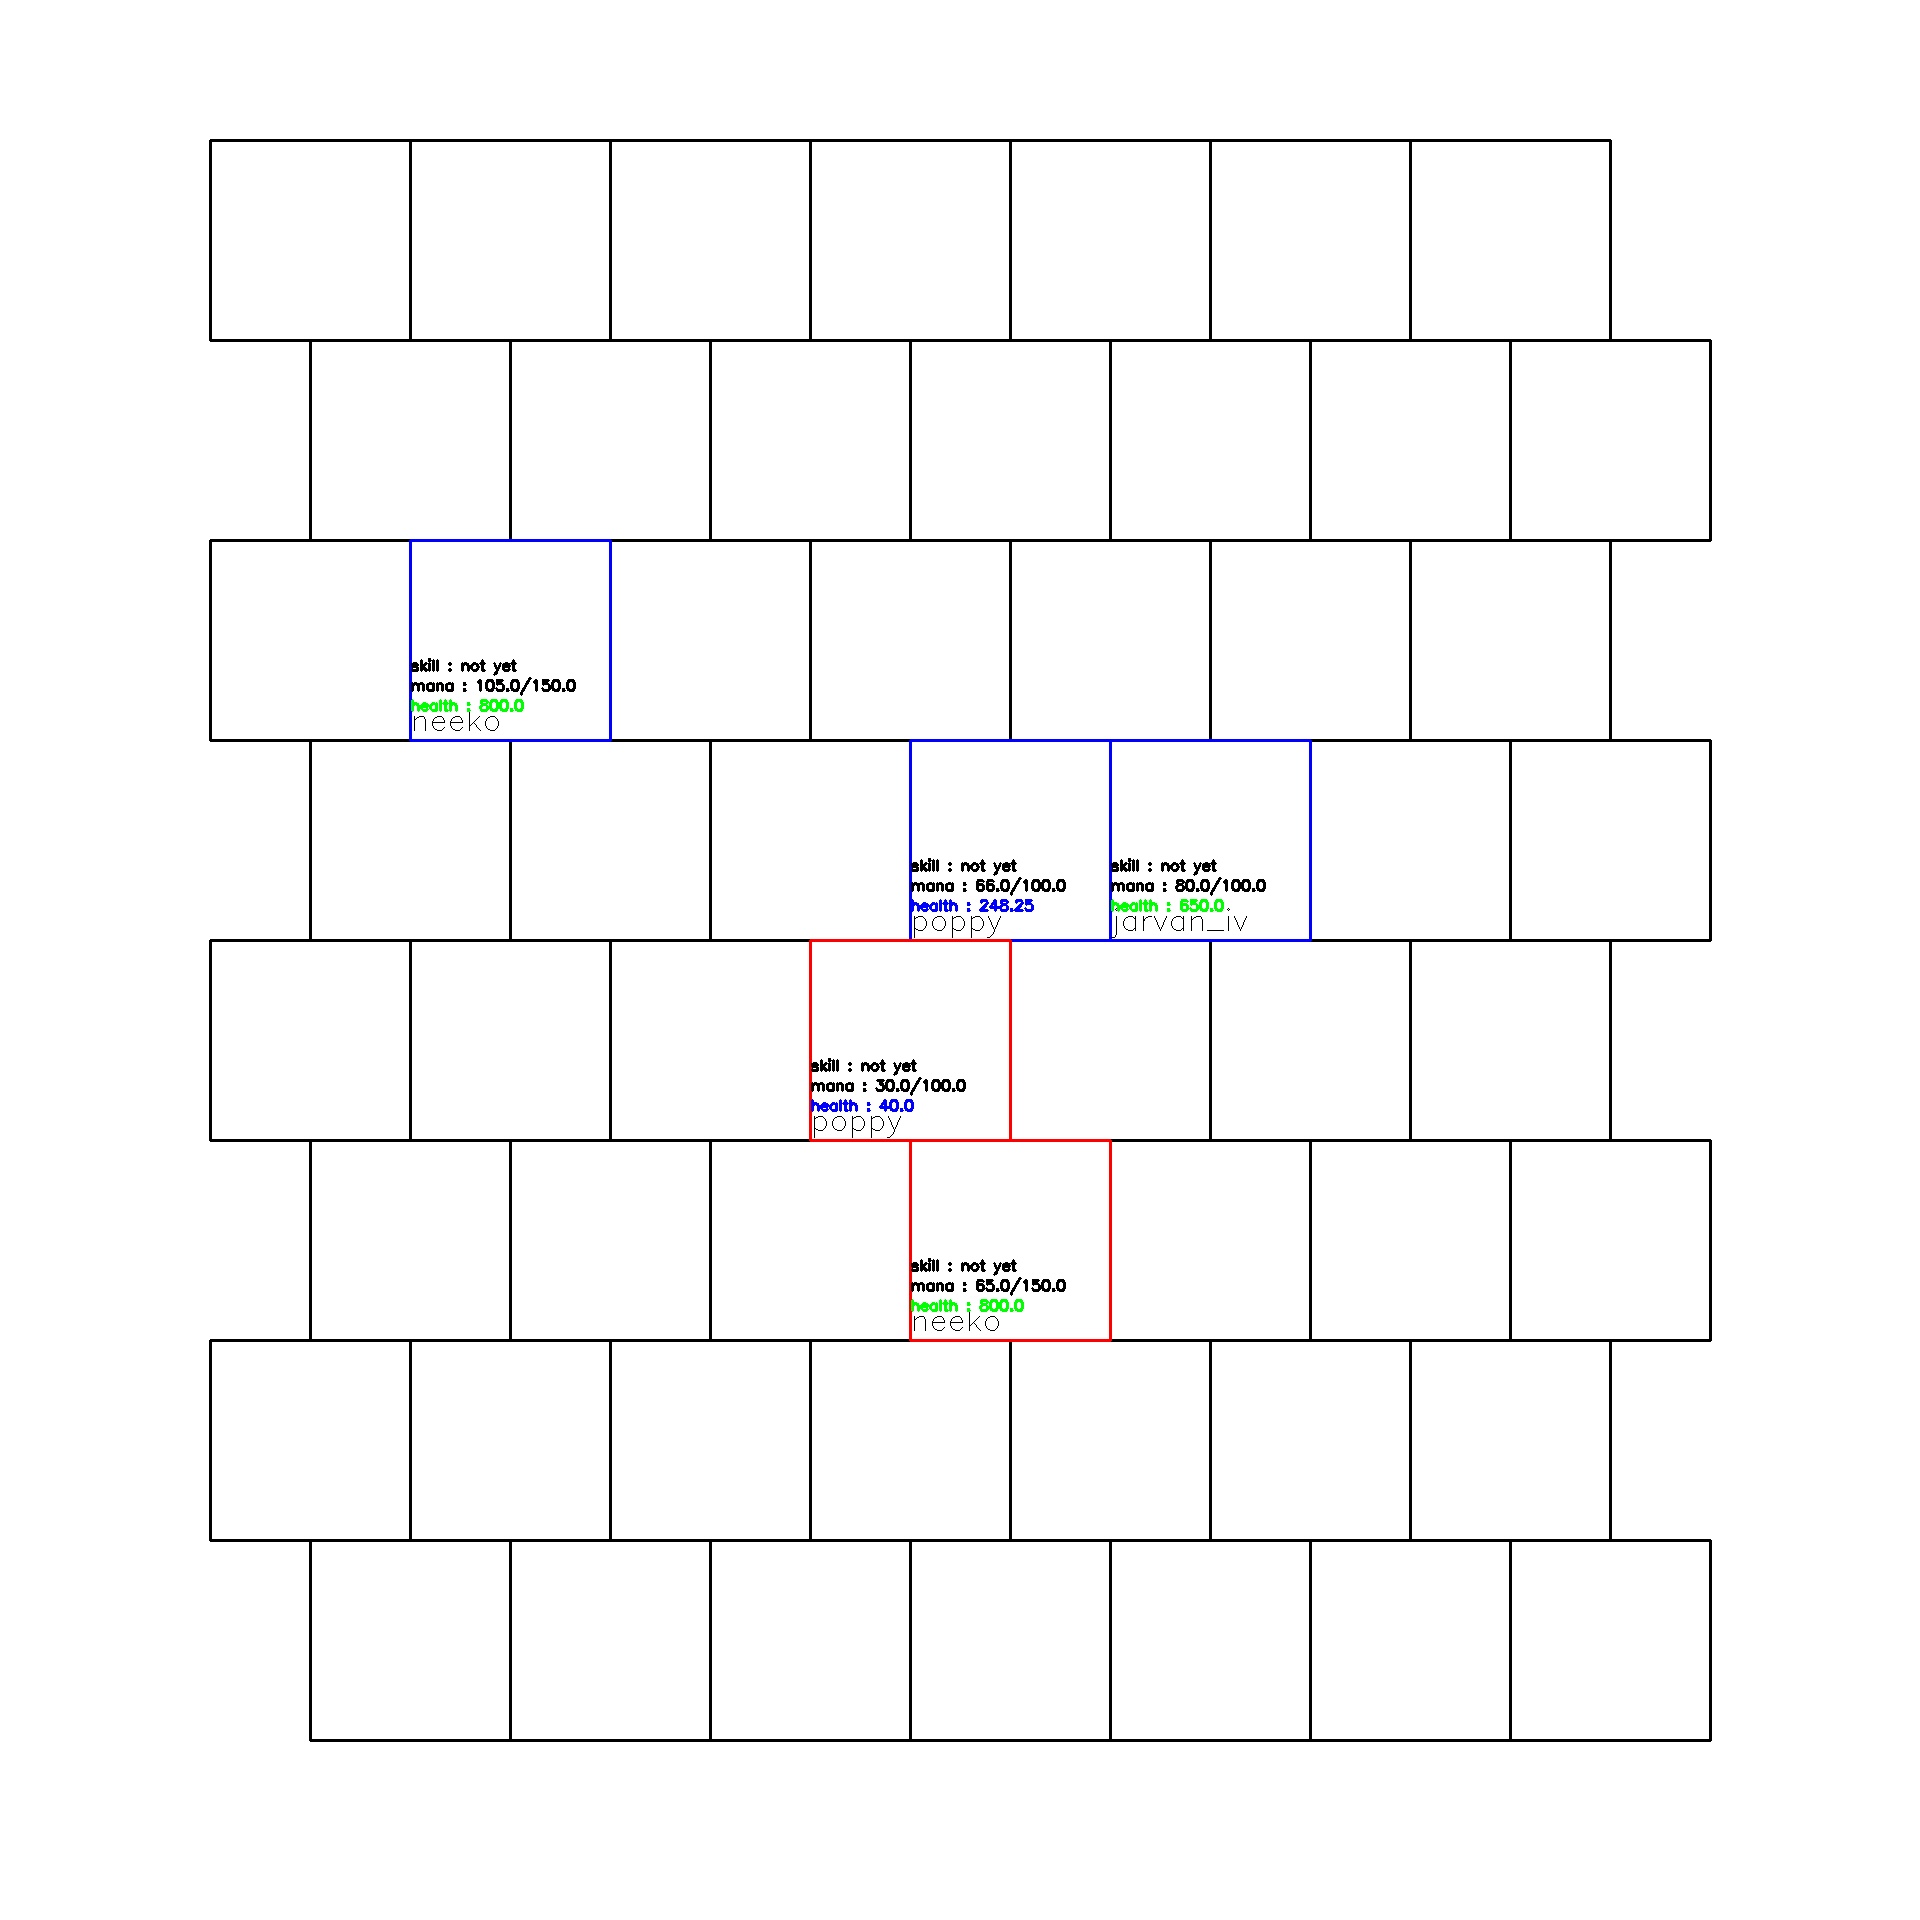 skill : not yet
mana : 105.0/150.0
health : 800.0
neeko
skill : not yet
mana : 66.0/100.0
health : 248.25
poppy
skill : not yet
mana : 80.0/100.0
health : 650.0
jarvan_iv
skill : not yet
mana : 30.0/100.0
health : 40.0
poppy
skill : not yet
mana : 65.0/150.0
health : 800.0
neeko